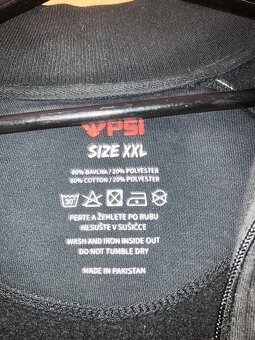 PSI
SIZE XXL
80% BAVLNA / 20% POLYESTER
80% COTTON / 20% POLYESTER
30°
PERTE A ŽEHLETE PO RUBU
NESUŠTE V SUŠIČCE
WASH AND IRON INSIDE OUT
DO NOT TUMBLE DRY
MADE IN PAKISTAN